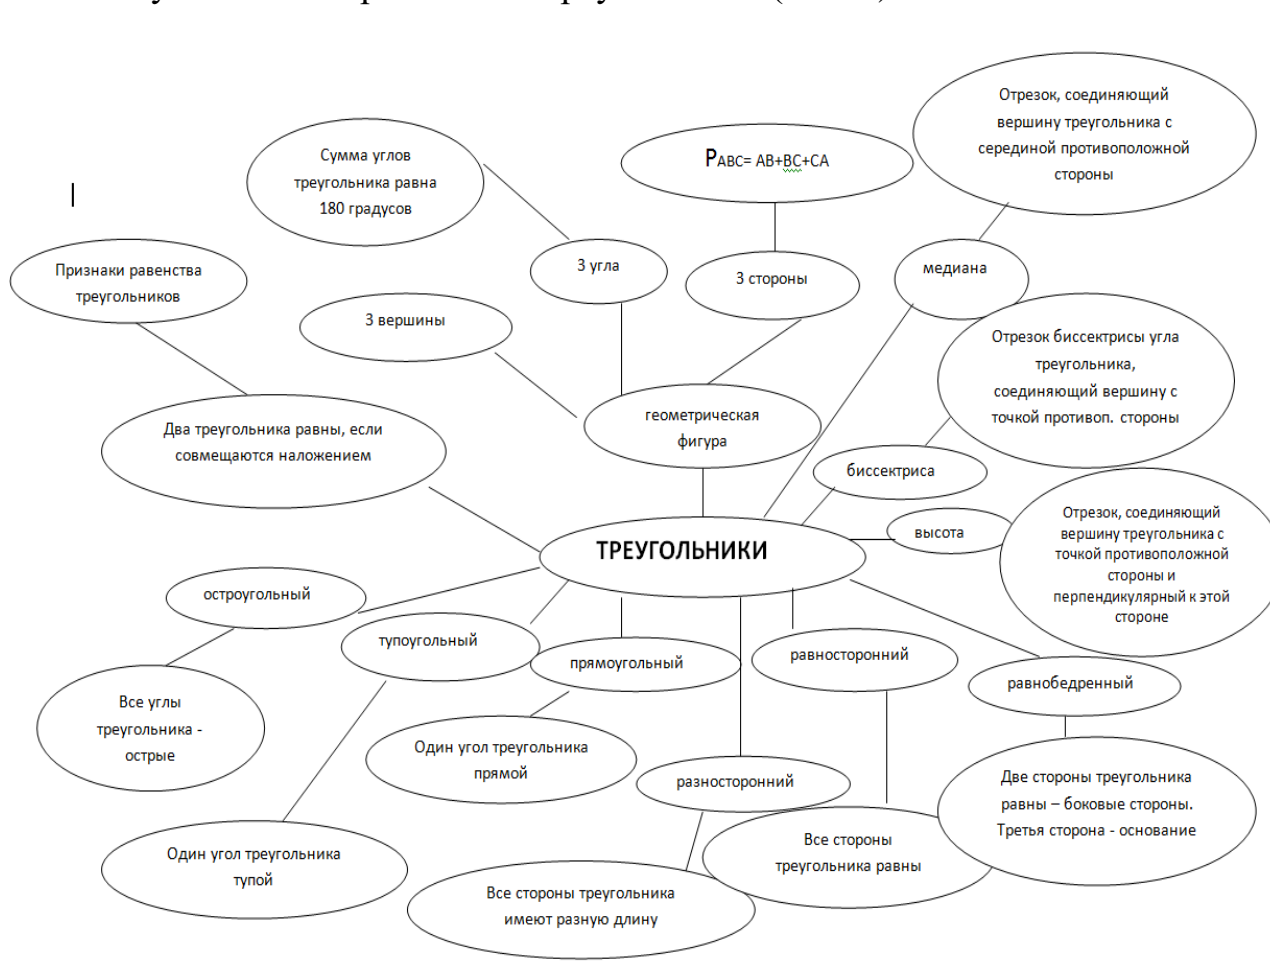 Отрезок, соединяющий
вершину треугольника с
серединой противоположной
стороны
Сумма углов
треугольника равна
180 градусов
PАВС= АВ+ВС+СА
Признаки равенства
треугольников
3 угла
3 стороны
медиана
3 вершины
Отрезок биссектрисы угла
треугольника,
соединяющий вершину с
точкой противоп. стороны
Два треугольника равны, если
совмещаются наложением
геометрическая
фигура
биссектриса
ТРЕУГОЛЬНИКИ
высота
Отрезок, соединяющий
вершину треугольника с
точкой противоположной
стороны и
перпендикулярный к этой
стороне
остроугольный
тупоугольный
прямоугольный
равносторонний
равнобедренный
Все углы
треугольника -
острые
Один угол треугольника
прямой
разносторонний
Две стороны треугольника
равны – боковые стороны.
Третья сторона - основание
Один угол треугольника
тупой
Все стороны
треугольника равны
Все стороны треугольника
имеют разную длину